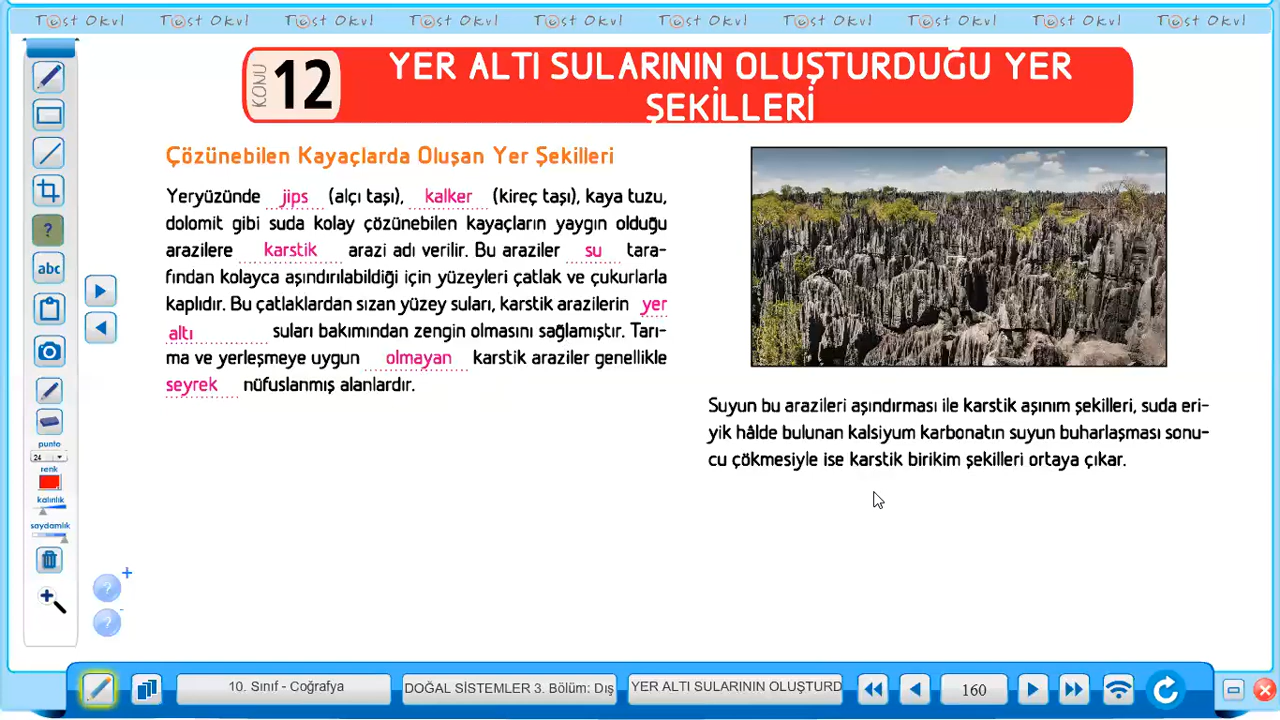 Test Okul Test Okul Test Okul Test Okul Test Okul Test Okul Test Okul Test Okul Test Okul Test Okul
KONU 12
YER ALTI SULARININ OLUŞTURDUĞU YER
ŞEKİLLERİ
Çözünebilen Kayaçlarda Oluşan Yer Şekilleri
Yeryüzünde jips (alçı taşı), kalker (kireç taşı), kaya tuzu,
dolomit gibi suda kolay çözünebilen kayaçların yaygın olduğu
arazilere karstik arazi adı verilir. Bu araziler su tara-
fından kolayca aşındırılabildiği için yüzeyleri çatlak ve çukurlarla
kaplıdır. Bu çatlaklardan sızan yüzey suları, karstik arazilerin yer
altı suları bakımından zengin olmasını sağlamıştır. Tarı-
ma ve yerleşmeye uygun olmayan karstik araziler genellikle
seyrek nüfuslanmış alanlardır.
Suyun bu arazileri aşındırması ile karstik aşınım şekilleri, suda eri-
yik hâlde bulunan kalsiyum karbonatın suyun buharlaşması sonu-
cu çökmesiyle ise karstik birikim şekilleri ortaya çıkar.
?
abc
punto
24
renk
kalınlık
saydamlık
? +
? -
10. Sınıf - Coğrafya
DOĞAL SİSTEMLER 3. Bölüm: Dış
YER ALTI SULARININ OLUŞTURD
160